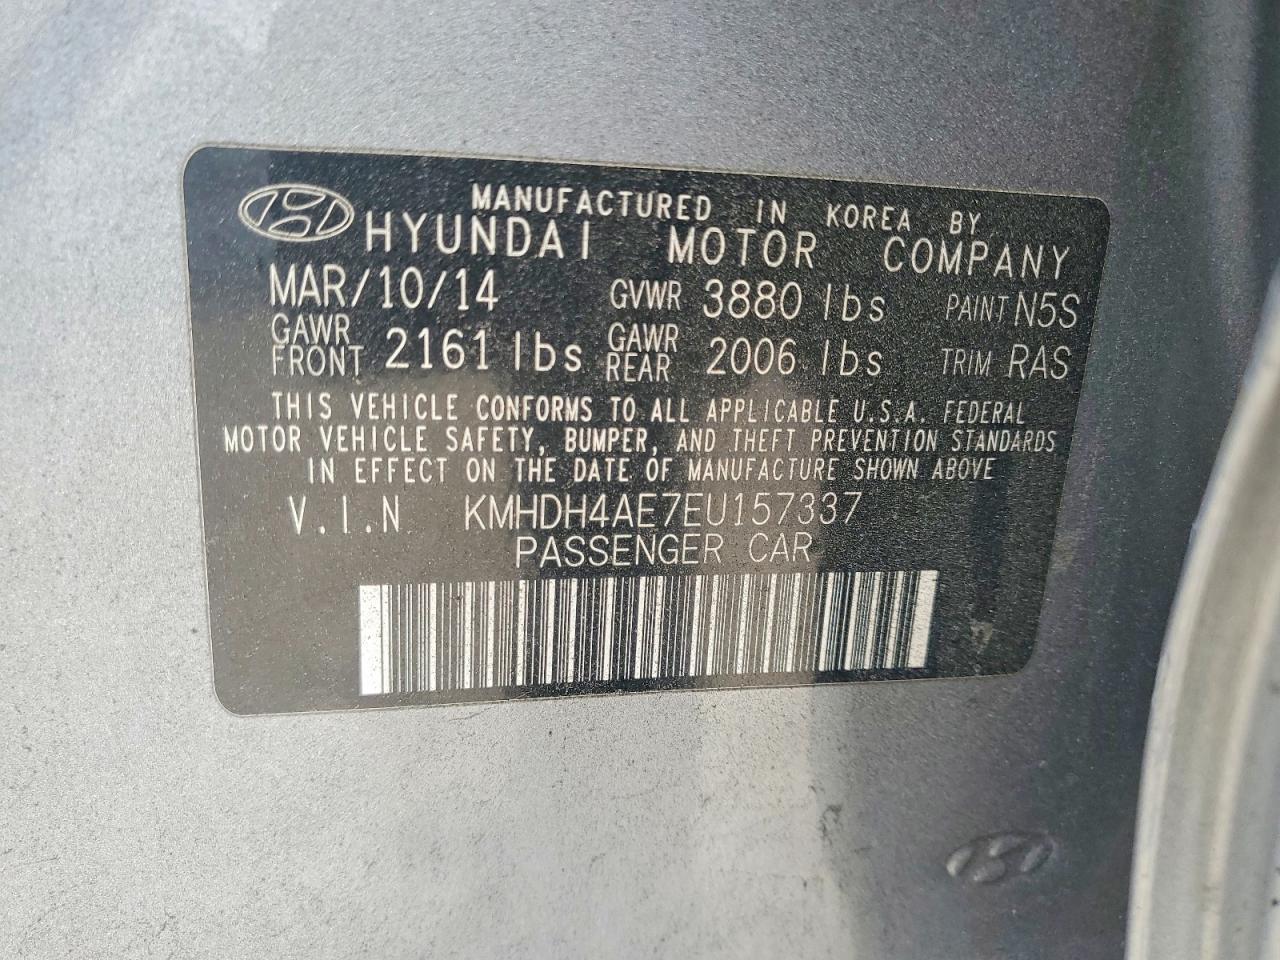 MANUFACTURED IN KOREA BY
HYUNDAI MOTOR COMPANY
MAR/10/14 GVWR 3880 lbs PAINT N5S
GAWR FRONT 2161 lbs GAWR REAR 2006 lbs TRIM RAS
THIS VEHICLE CONFORMS TO ALL APPLICABLE U.S.A. FEDERAL
MOTOR VEHICLE SAFETY, BUMPER, AND THEFT PREVENTION STANDARDS
IN EFFECT ON THE DATE OF MANUFACTURE SHOWN ABOVE
V.I.N KMHDH4AE7EU157337
PASSENGER CAR